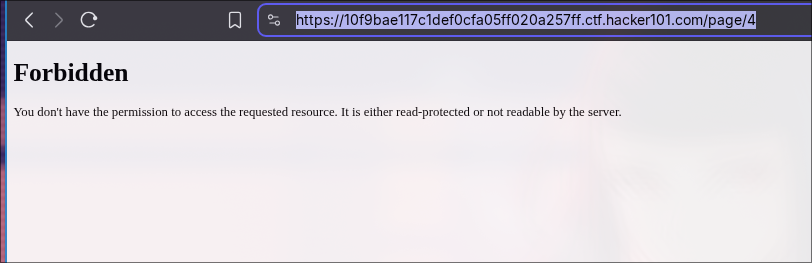 https://10f9bae117c1def0cfa05ff020a257ff.ctf.hacker101.com/page/4
Forbidden
You don't have the permission to access the requested resource. It is either read-protected or not readable by the server.